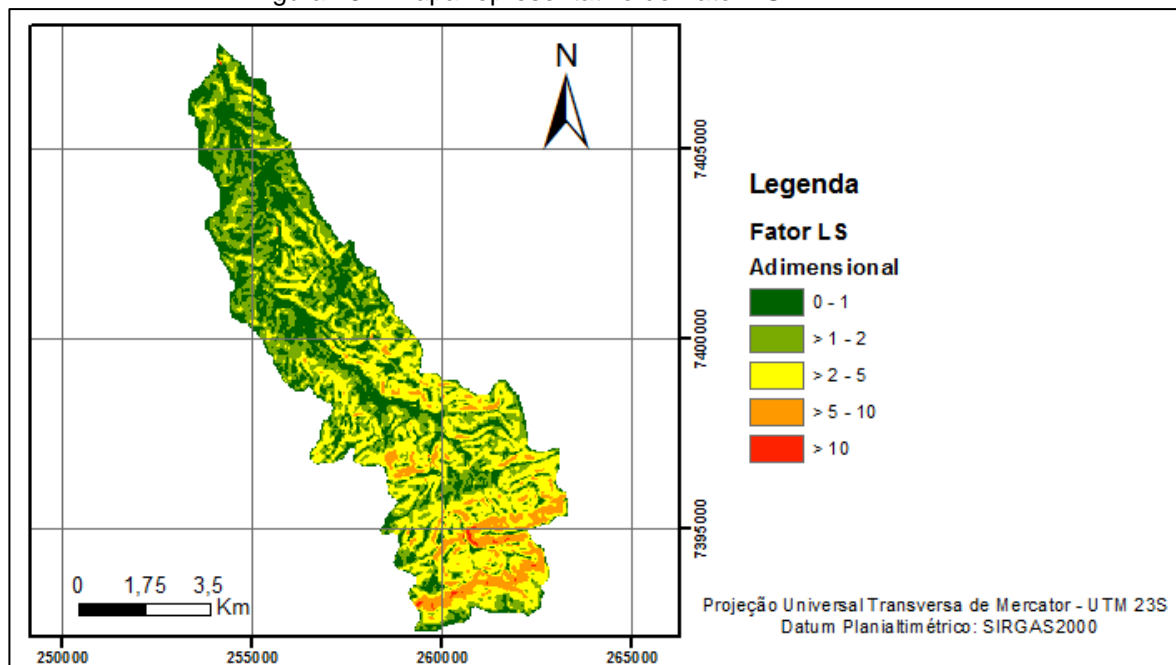 N
7405000
7400000
7395000
Legenda
Fator LS
Adimensional
0 - 1
> 1 - 2
> 2 - 5
> 5 - 10
> 10
0 1,75 3,5
Km
Projeção Universal Transversa de Mercator - UTM 23S
Datum Planialtimétrico: SIRGAS2000
250000 255000 260000 265000